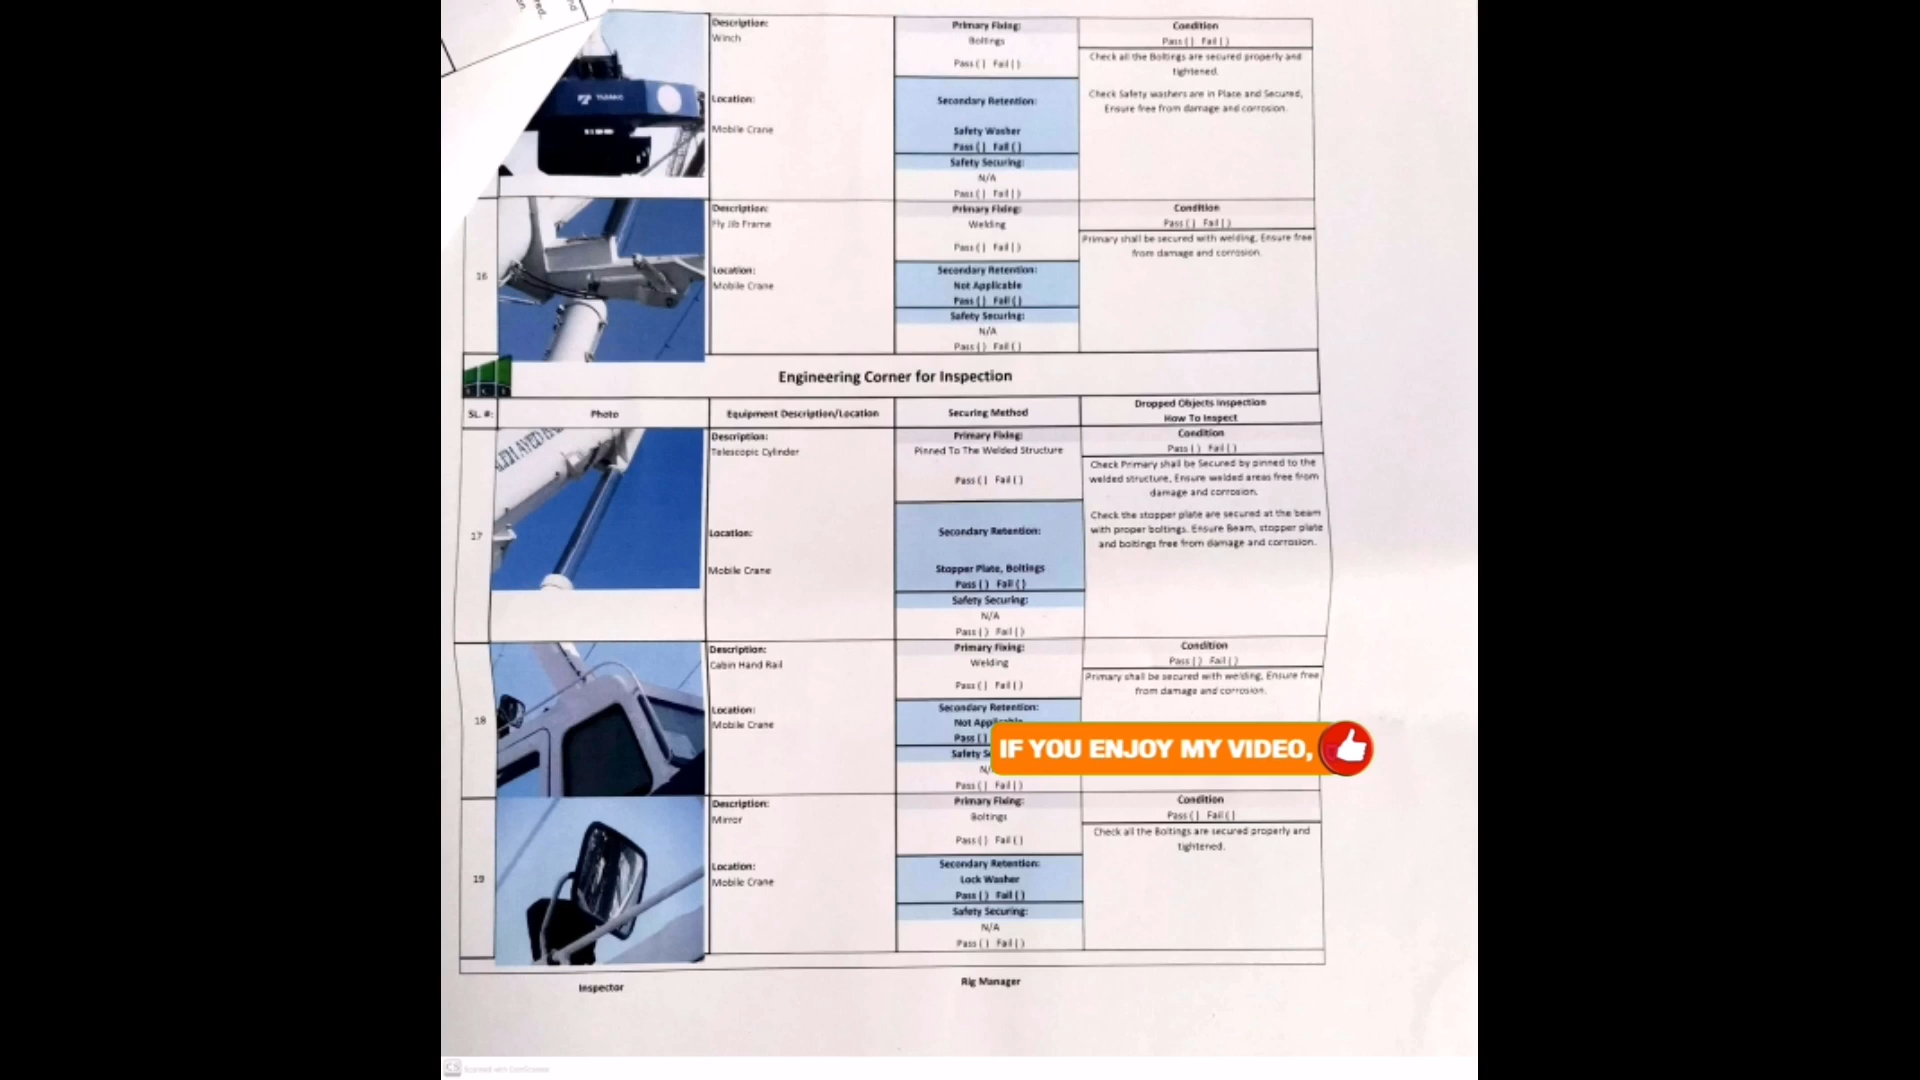 Description:
Winch
Location:
Mobile Crane
Primary Fixing:
Boltings
Pass ( ) Fail ( )
Secondary Retention:
Safety Washer
Pass ( ) Fail ( )
Safety Securing:
N/A
Pass ( ) Fail ( )
Condition
Pass ( ) Fail ( )
Check all the Boltings are secured properly and
tightened.
Check Safety washers are in Place and Secured,
Ensure free from damage and corrosion.
TADANO
16
Description:
Fly Jib Frame
Location:
Mobile Crane
Primary Fixing:
Welding
Pass ( ) Fail ( )
Secondary Retention:
Not Applicable
Pass ( ) Fail ( )
Safety Securing:
N/A
Pass ( ) Fail ( )
Condition
Pass ( ) Fail ( )
Primary shall be secured with welding, Ensure free
from damage and corrosion.
Engineering Corner for Inspection
SL. #:
Photo
Equipment Description/Location
Securing Method
Dropped Objects Inspection
How To Inspect
17
Description:
Telescopic Cylinder
Location:
Mobile Crane
Primary Fixing:
Pinned To The Welded Structure
Pass ( ) Fail ( )
Secondary Retention:
Stopper Plate, Boltings
Pass ( ) Fail ( )
Safety Securing:
N/A
Pass ( ) Fail ( )
Condition
Pass ( ) Fail ( )
Check Primary shall be Secured by pinned to the
welded structure, Ensure welded areas free from
damage and corrosion.
Check the stopper plate are secured at the beam
with proper boltings. Ensure Beam, stopper plate
and boltings free from damage and corrosion.
18
Description:
Cabin Hand Rail
Location:
Mobile Crane
Primary Fixing:
Welding
Pass ( ) Fail ( )
Secondary Retention:
Not
Pass ( )
Safety
Pass ( ) Fail ( )
Condition
Pass ( ) Fail ( )
Primary shall be secured with welding, Ensure free
from damage and corrosion.
IF YOU ENJOY MY VIDEO,
19
Description:
Mirror
Location:
Mobile Crane
Primary Fixing:
Boltings
Pass ( ) Fail ( )
Secondary Retention:
Lock Washer
Pass ( ) Fail ( )
Safety Securing:
N/A
Pass ( ) Fail ( )
Condition
Pass ( ) Fail ( )
Check all the Boltings are secured properly and
tightened.
Inspector
Rig Manager
CS Scanned with CamScanner